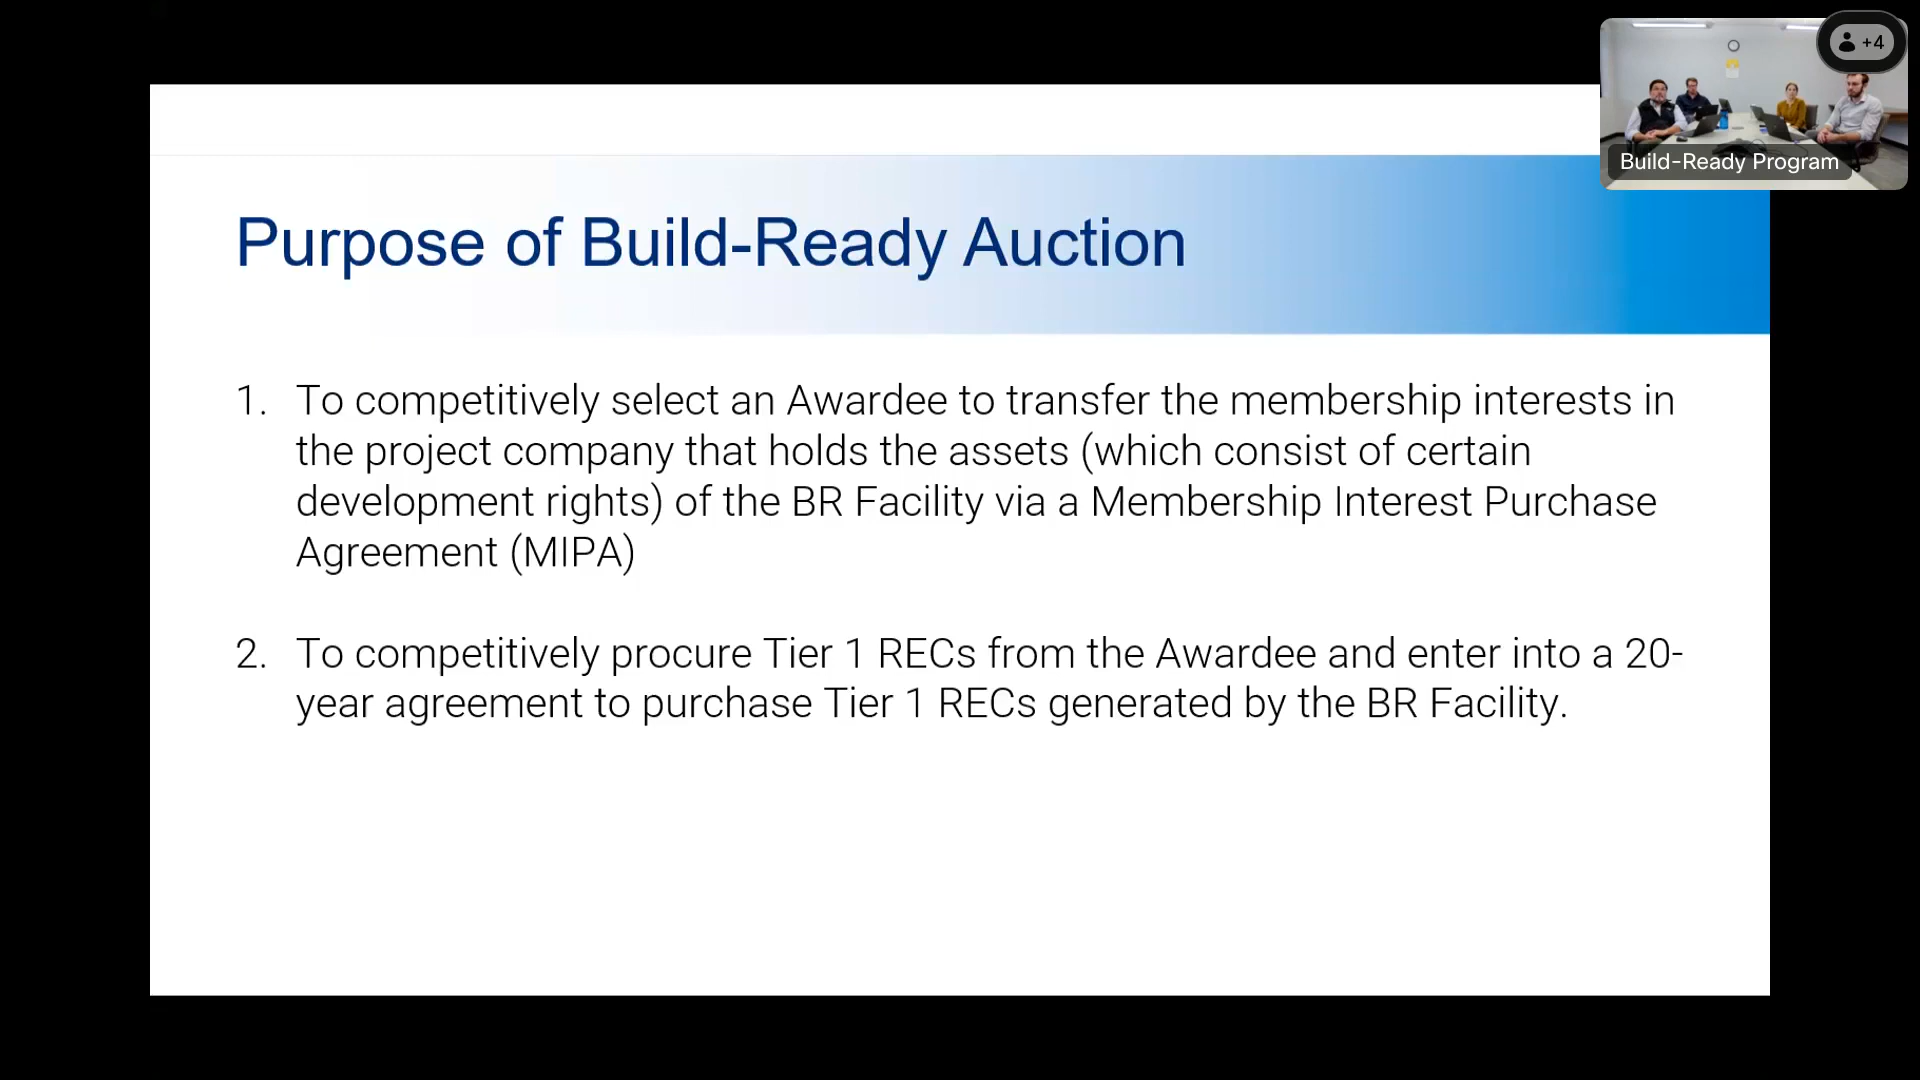 +4
Build-Ready Program
Purpose of Build-Ready Auction
1. To competitively select an Awardee to transfer the membership interests in
the project company that holds the assets (which consist of certain
development rights) of the BR Facility via a Membership Interest Purchase
Agreement (MIPA)
2. To competitively procure Tier 1 RECs from the Awardee and enter into a 20-
year agreement to purchase Tier 1 RECs generated by the BR Facility.